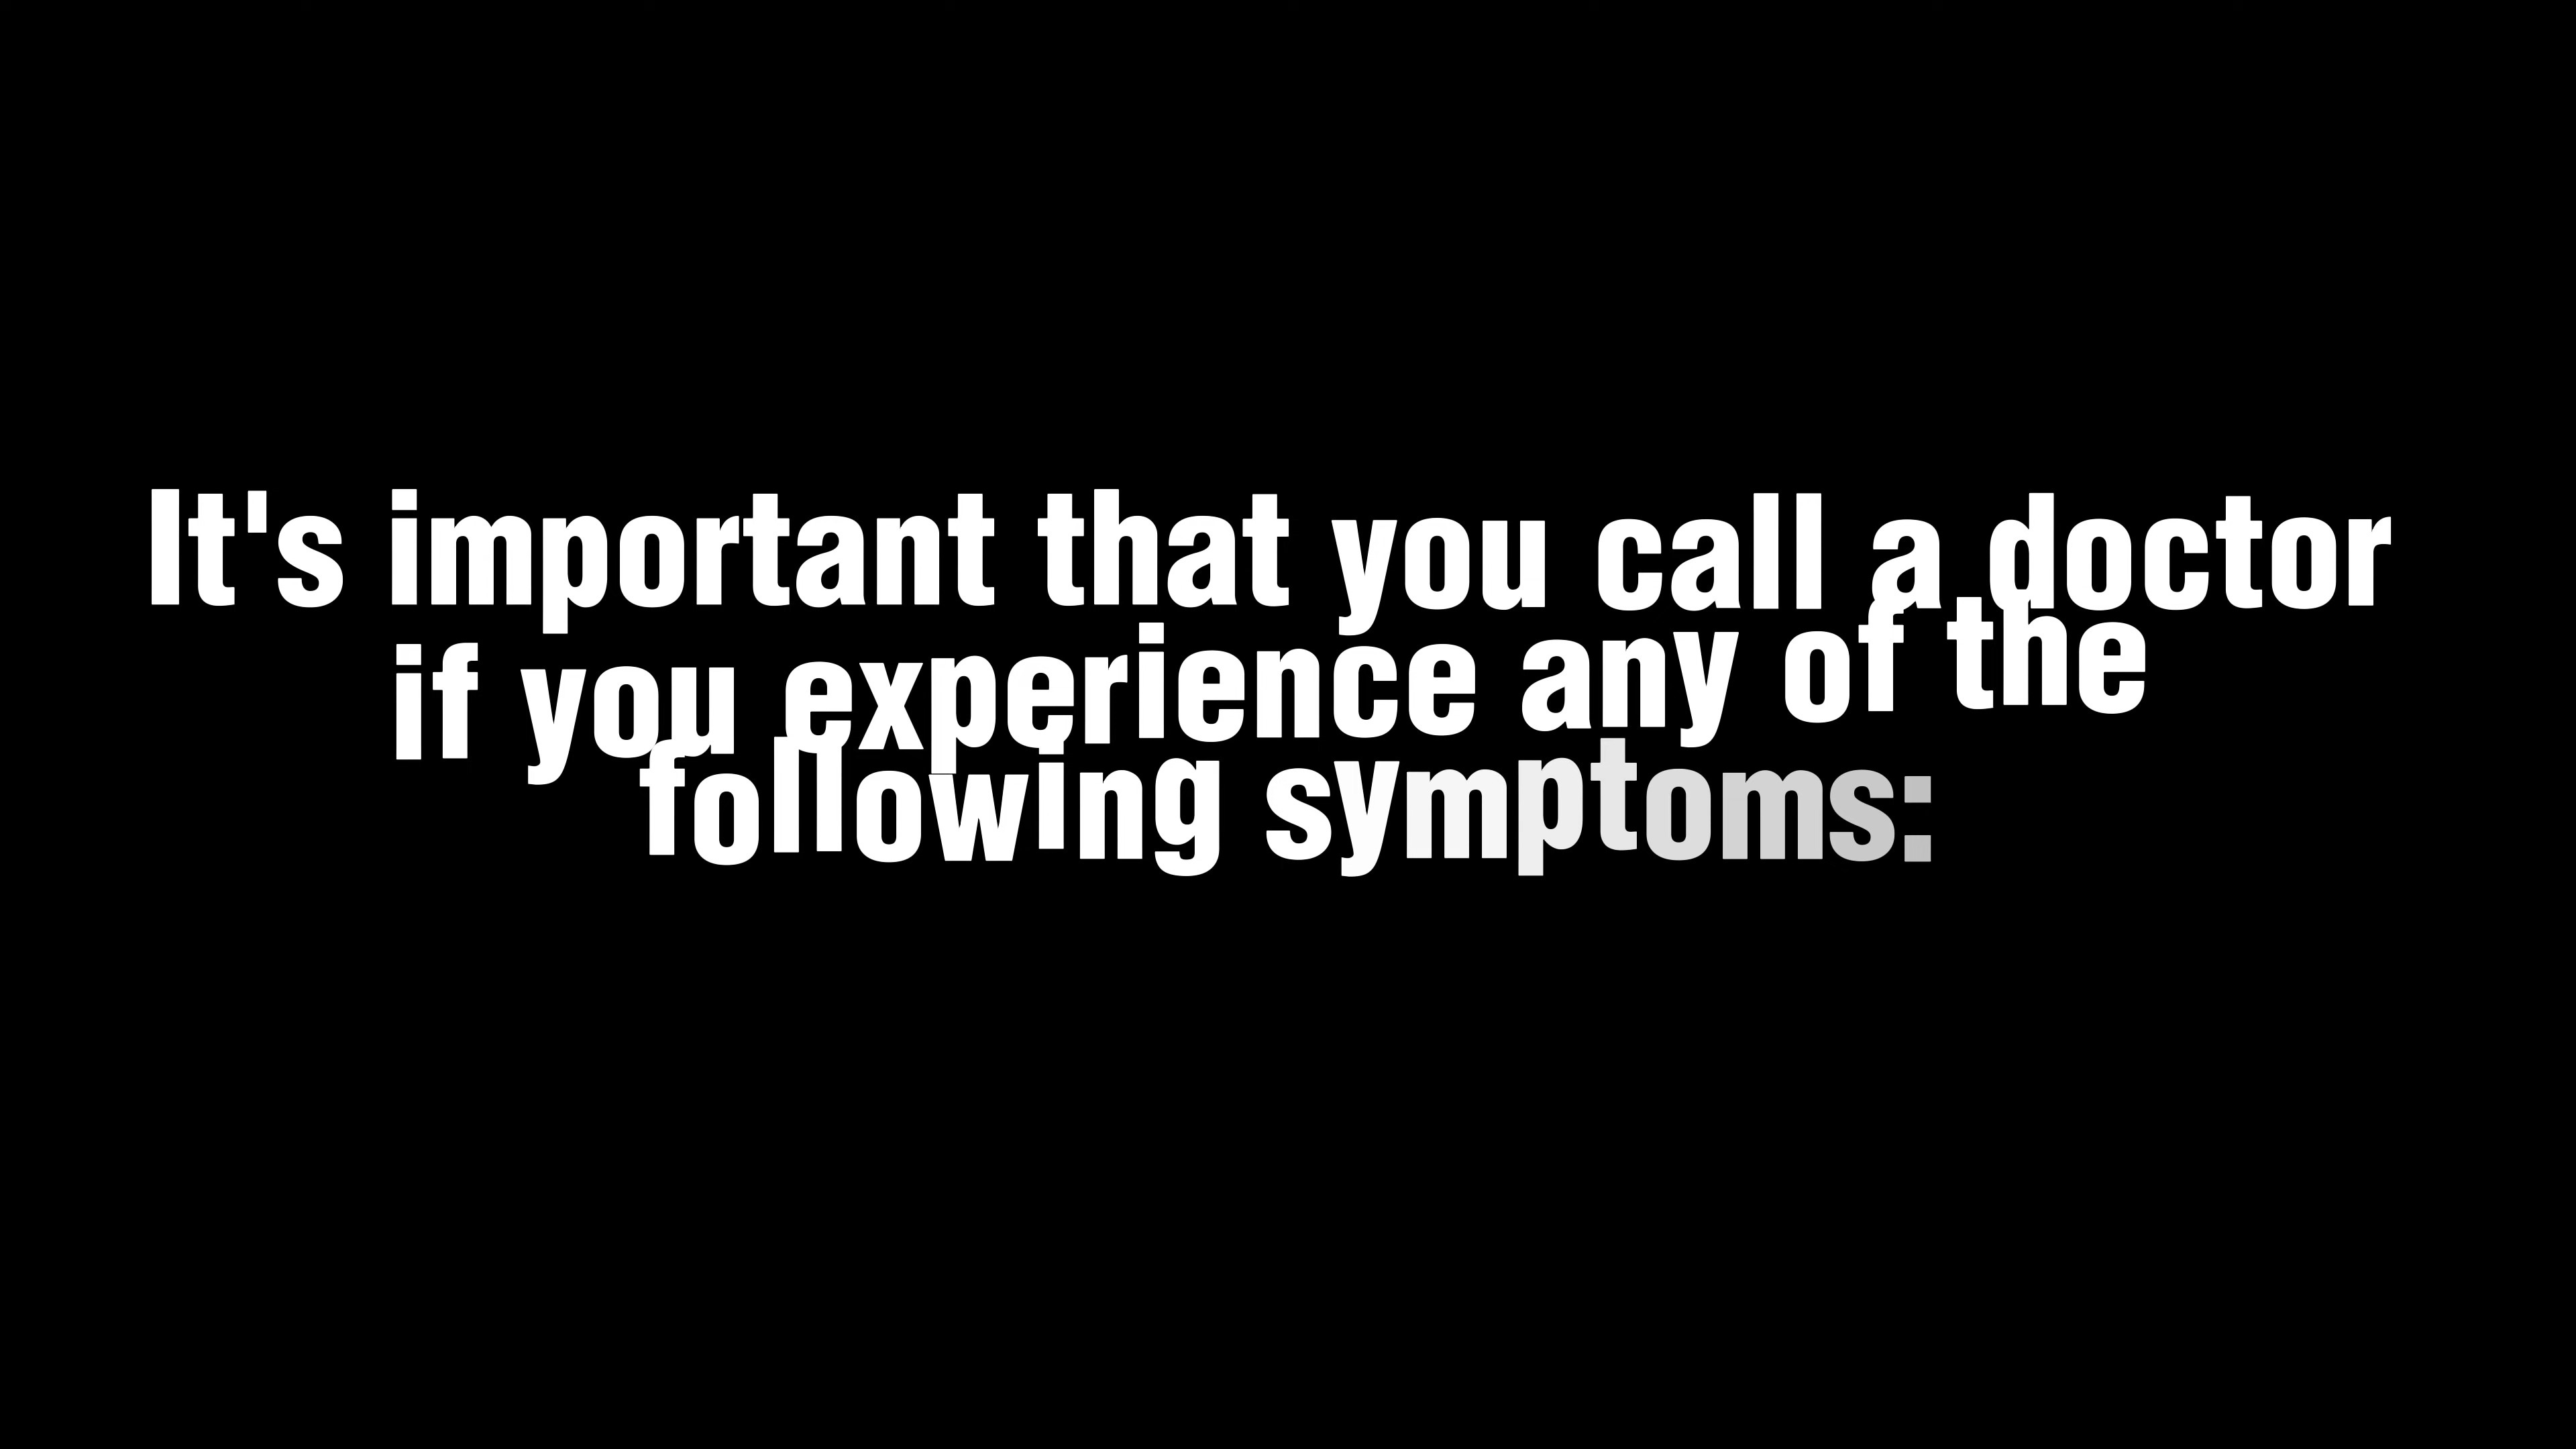 It's important that you call a doctor
if you experience any of the
following symptoms: